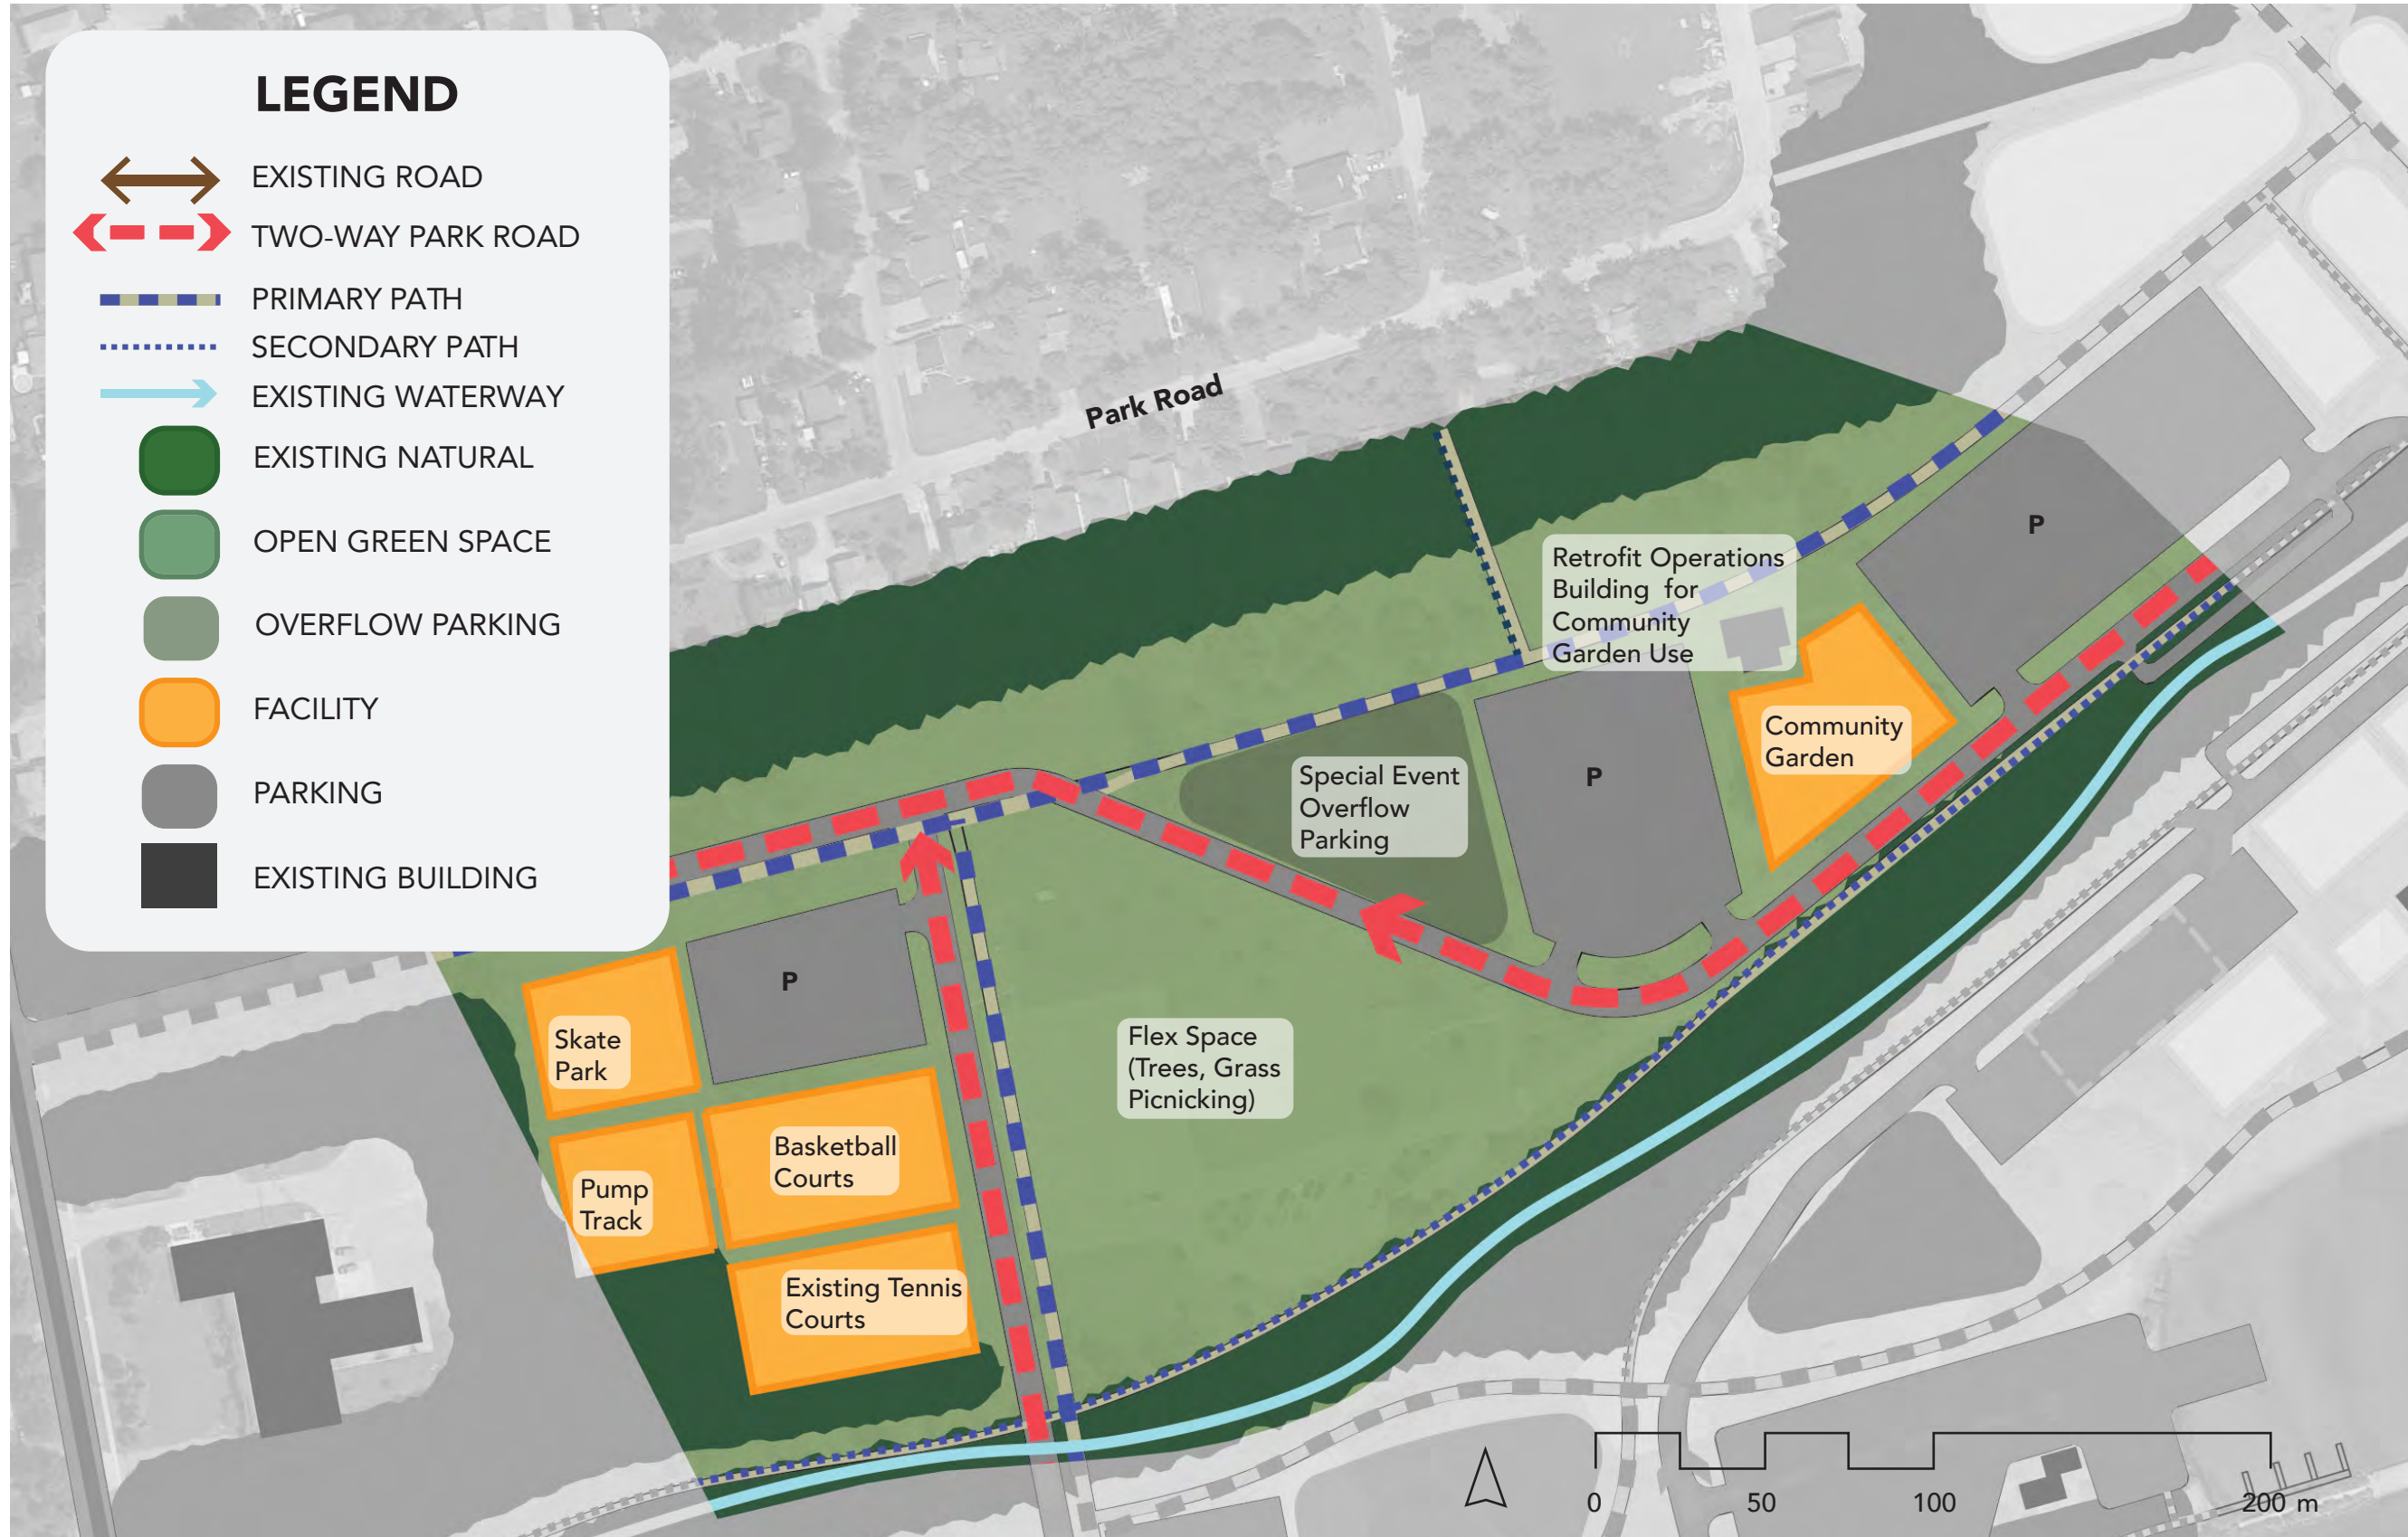 LEGEND
EXISTING ROAD
TWO-WAY PARK ROAD
PRIMARY PATH
SECONDARY PATH
EXISTING WATERWAY
EXISTING NATURAL
OPEN GREEN SPACE
OVERFLOW PARKING
FACILITY
PARKING
EXISTING BUILDING
Park Road
P
Retrofit Operations
Building for
Community
Garden Use
Community
Garden
Special Event
Overflow
Parking
P
P
Skate
Park
Flex Space
(Trees, Grass
Picnicking)
Basketball
Courts
Pump
Track
Existing Tennis
Courts
0 50 100 200 m